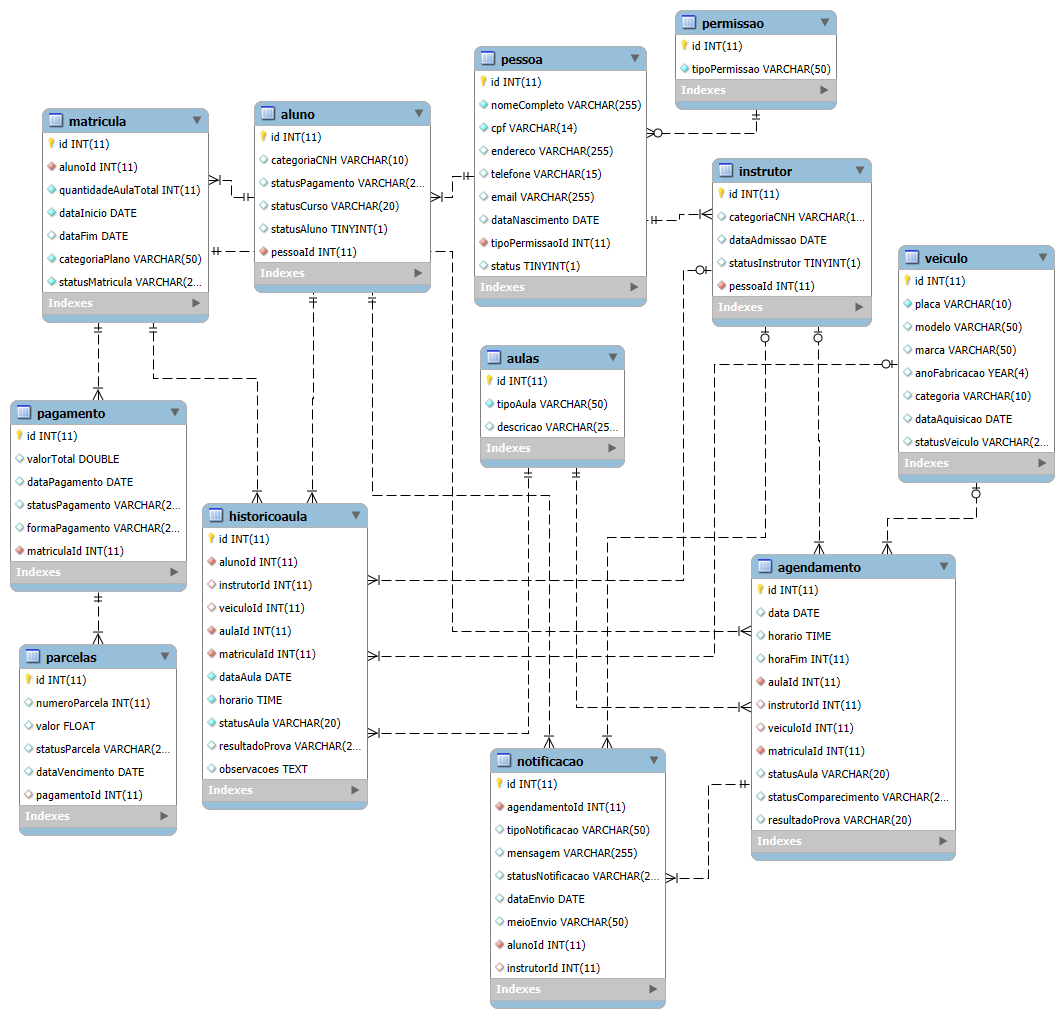 permissao
id INT(11)
tipoPermissao VARCHAR(50)
Indexes
pessoa
id INT(11)
nomeCompleto VARCHAR(255)
cpf VARCHAR(14)
endereco VARCHAR(255)
telefone VARCHAR(15)
email VARCHAR(255)
dataNascimento DATE
tipoPermissaoId INT(11)
status TINYINT(1)
Indexes
aluno
id INT(11)
categoriaCNH VARCHAR(10)
statusPagamento VARCHAR(2...
statusCurso VARCHAR(20)
statusAluno TINYINT(1)
pessoaId INT(11)
Indexes
matricula
id INT(11)
alunoId INT(11)
quantidadeAulaTotal INT(11)
dataInicio DATE
dataFim DATE
categoriaPlano VARCHAR(50)
statusMatricula VARCHAR(2...
Indexes
instrutor
id INT(11)
categoriaCNH VARCHAR(1...
dataAdmissao DATE
statusInstrutor TINYINT(1)
pessoaId INT(11)
Indexes
veiculo
id INT(11)
placa VARCHAR(10)
modelo VARCHAR(50)
marca VARCHAR(50)
anoFabricacao YEAR(4)
categoria VARCHAR(10)
dataAquisicao DATE
statusVeiculo VARCHAR(2...
Indexes
aulas
id INT(11)
tipoAula VARCHAR(50)
descricao VARCHAR(25...
Indexes
pagamento
id INT(11)
valorTotal DOUBLE
dataPagamento DATE
statusPagamento VARCHAR(2...
formaPagamento VARCHAR(2...
matriculaId INT(11)
Indexes
historicoaula
id INT(11)
alunoId INT(11)
instrutorId INT(11)
veiculoId INT(11)
aulaId INT(11)
matriculaId INT(11)
dataAula DATE
horario TIME
statusAula VARCHAR(20)
resultadoProva VARCHAR(2...
observacoes TEXT
Indexes
agendamento
id INT(11)
data DATE
horario TIME
horaFim INT(11)
aulaId INT(11)
instrutorId INT(11)
veiculoId INT(11)
matriculaId INT(11)
statusAula VARCHAR(20)
statusComparecimento VARCHAR(2...
resultadoProva VARCHAR(20)
Indexes
parcelas
id INT(11)
numeroParcela INT(11)
valor FLOAT
statusParcela VARCHAR(2...
dataVencimento DATE
pagamentoId INT(11)
Indexes
notificacao
id INT(11)
agendamentoId INT(11)
tipoNotificacao VARCHAR(50)
mensagem VARCHAR(255)
statusNotificacao VARCHAR(2...
dataEnvio DATE
meioEnvio VARCHAR(50)
alunoId INT(11)
instrutorId INT(11)
Indexes